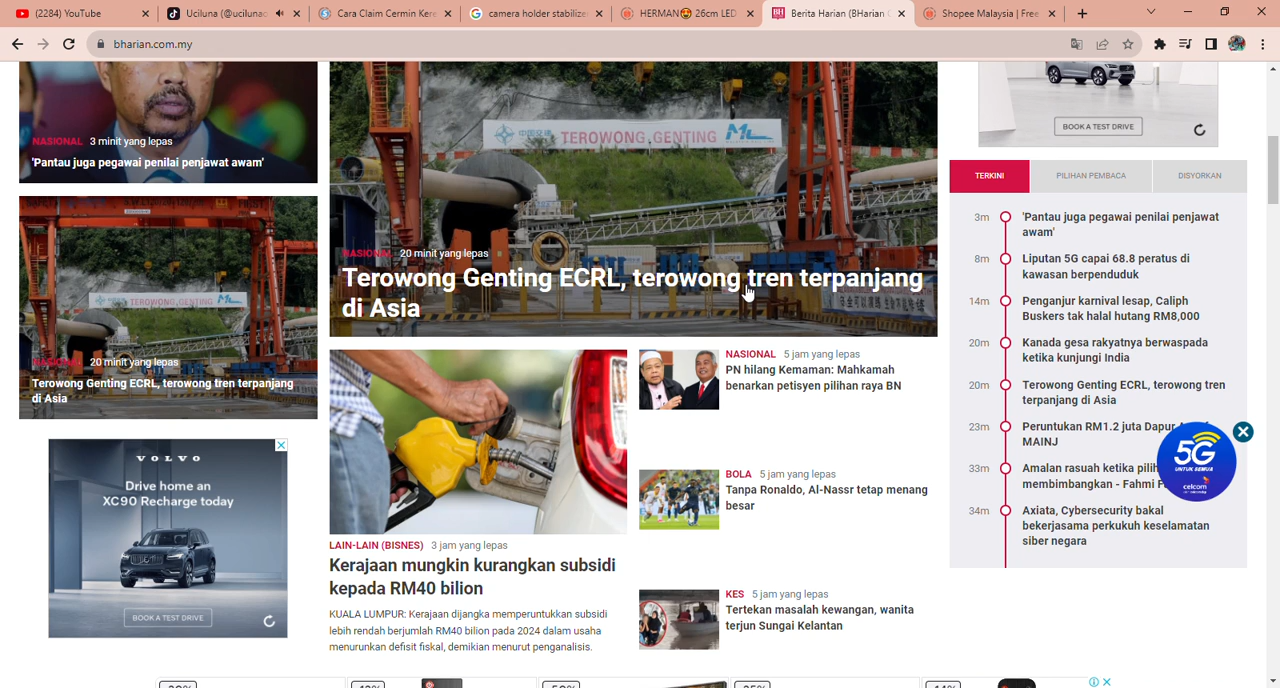 (2284) YouTube
Uciluna (@ucilunac
Cara Claim Cermin Kere
camera holder stabilize
HERMAN😍 26cm LED
Berita Harian (BHarian
Shopee Malaysia | Free
bharian.com.my
NASIONAL 3 minit yang lepas
'Pantau juga pegawai penilai penjawat awam'
TEROWONG GENTING
NASIONAL 20 minit yang lepas
Terowong Genting ECRL, terowong tren terpanjang
di Asia
VOLVO
Drive home an
XC90 Recharge today
BOOK A TEST DRIVE
TEROWONG GENTING
NASIONAL 20 minit yang lepas
Terowong Genting ECRL, terowong tren terpanjang
di Asia
LAIN-LAIN (BISNES) 3 jam yang lepas
Kerajaan mungkin kurangkan subsidi
kepada RM40 bilion
KUALA LUMPUR: Kerajaan dijangka memperuntukkan subsidi
lebih rendah berjumlah RM40 bilion pada 2024 dalam usaha
menurunkan defisit fiskal, demikian menurut penganalisis.
NASIONAL 5 jam yang lepas
PN hilang Kemaman: Mahkamah
benarkan petisyen pilihan raya BN
BOLA 5 jam yang lepas
Tanpa Ronaldo, Al-Nassr tetap menang
besar
KES 5 jam yang lepas
Tertekan masalah kewangan, wanita
terjun Sungai Kelantan
BOOK A TEST DRIVE
TERKINI
PILIHAN PEMBACA
DISYORKAN
3m 'Pantau juga pegawai penilai penjawat
awam'
8m Liputan 5G capai 68.8 peratus di
kawasan berpenduduk
14m Penganjur karnival lesap, Caliph
Buskers tak halal hutang RM8,000
20m Kanada gesa rakyatnya berwaspada
ketika kunjungi India
20m Terowong Genting ECRL, terowong tren
terpanjang di Asia
23m Peruntukan RM1.2 juta Dapur
MAINJ
33m Amalan rasuah ketika pilih
membimbangkan - Fahmi
34m Axiata, Cybersecurity bakal
bekerjasama perkukuh keselamatan
siber negara
5G
UNTUK SEMUA
celcom